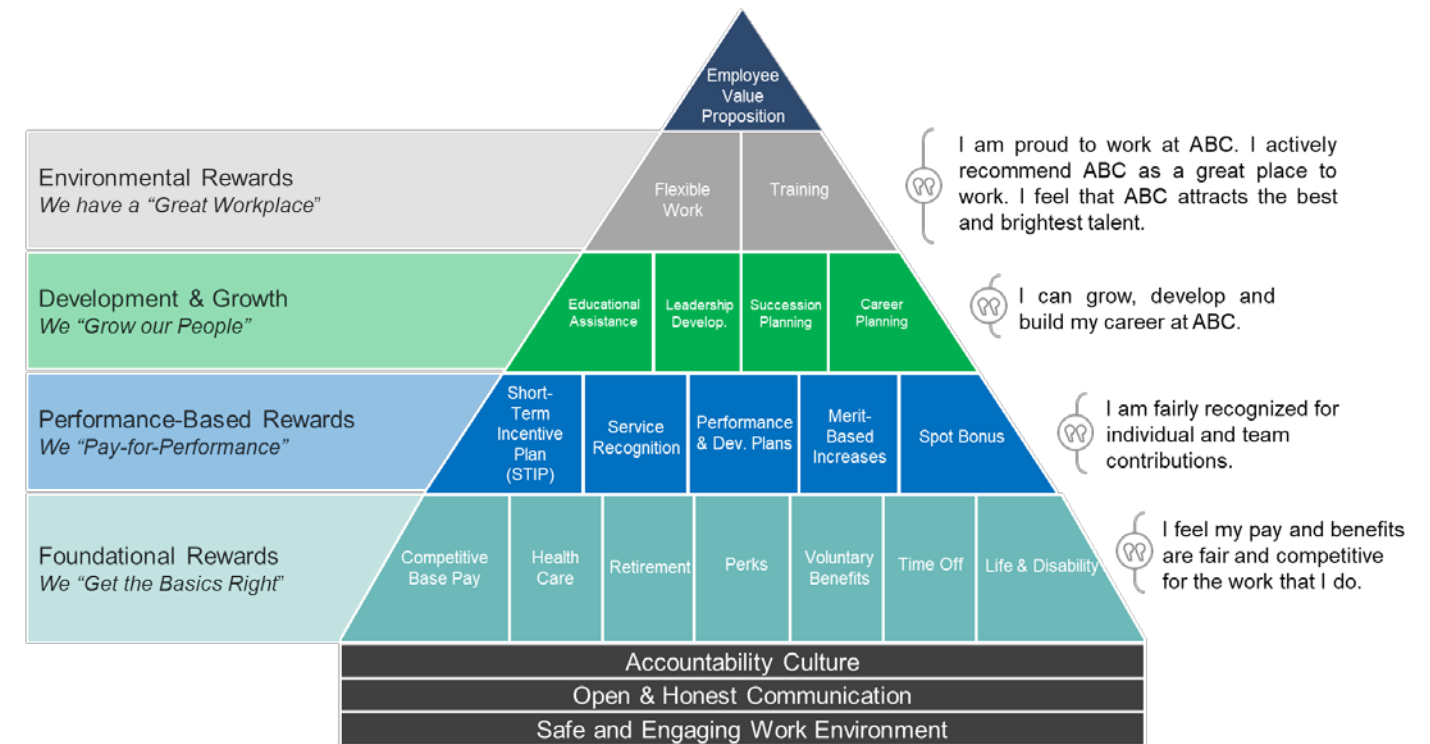 Employee
Value
Proposition
Environmental Rewards
We have a “Great Workplace”
Flexible
Work
Training
I am proud to work at ABC. I actively
recommend ABC as a great place to
work. I feel that ABC attracts the best
and brightest talent.
Development & Growth
We “Grow our People”
Educational
Assistance
Leadership
Develop.
Succession
Planning
Career
Planning
I can grow, develop and
build my career at ABC.
Performance-Based Rewards
We “Pay-for-Performance”
Short-
Term
Incentive
Plan
(STIP)
Service
Recognition
Performance
& Dev. Plans
Merit-
Based
Increases
Spot Bonus
I am fairly recognized for
individual and team
contributions.
Foundational Rewards
We “Get the Basics Right”
Competitive
Base Pay
Health
Care
Retirement
Perks
Voluntary
Benefits
Time Off
Life & Disability
I feel my pay and benefits
are fair and competitive
for the work that I do.
Accountability Culture
Open & Honest Communication
Safe and Engaging Work Environment